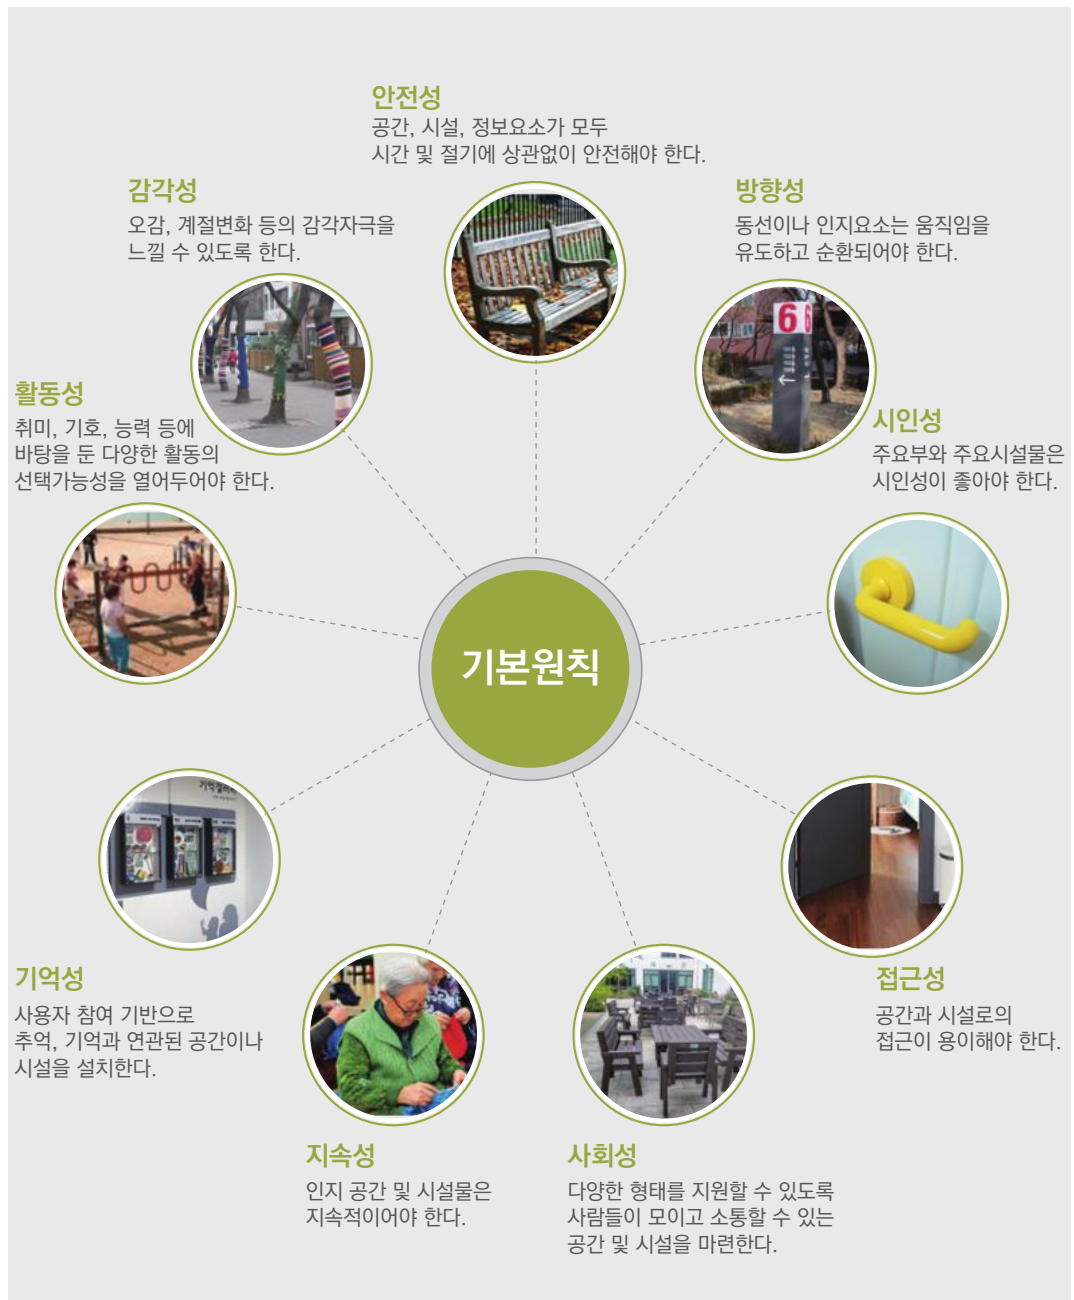 안전성
공간, 시설, 정보요소가 모두
시간 및 절기에 상관없이 안전해야 한다.
감각성
오감, 계절변화 등의 감각자극을
느낄 수 있도록 한다.
방향성
동선이나 인지요소는 움직임을
유도하고 순환되어야 한다.
6
6
활동성
취미, 기호, 능력 등에
바탕을 둔 다양한 활동의
선택가능성을 열어두어야 한다.
시인성
주요부와 주요시설물은
시인성이 좋아야 한다.
기본원칙
기억갤러리
기억성
사용자 참여 기반으로
추억, 기억과 연관된 공간이나
시설을 설치한다.
접근성
공간과 시설로의
접근이 용이해야 한다.
지속성
인지 공간 및 시설물은
지속적이어야 한다.
사회성
다양한 형태를 지원할 수 있도록
사람들이 모이고 소통할 수 있는
공간 및 시설을 마련한다.